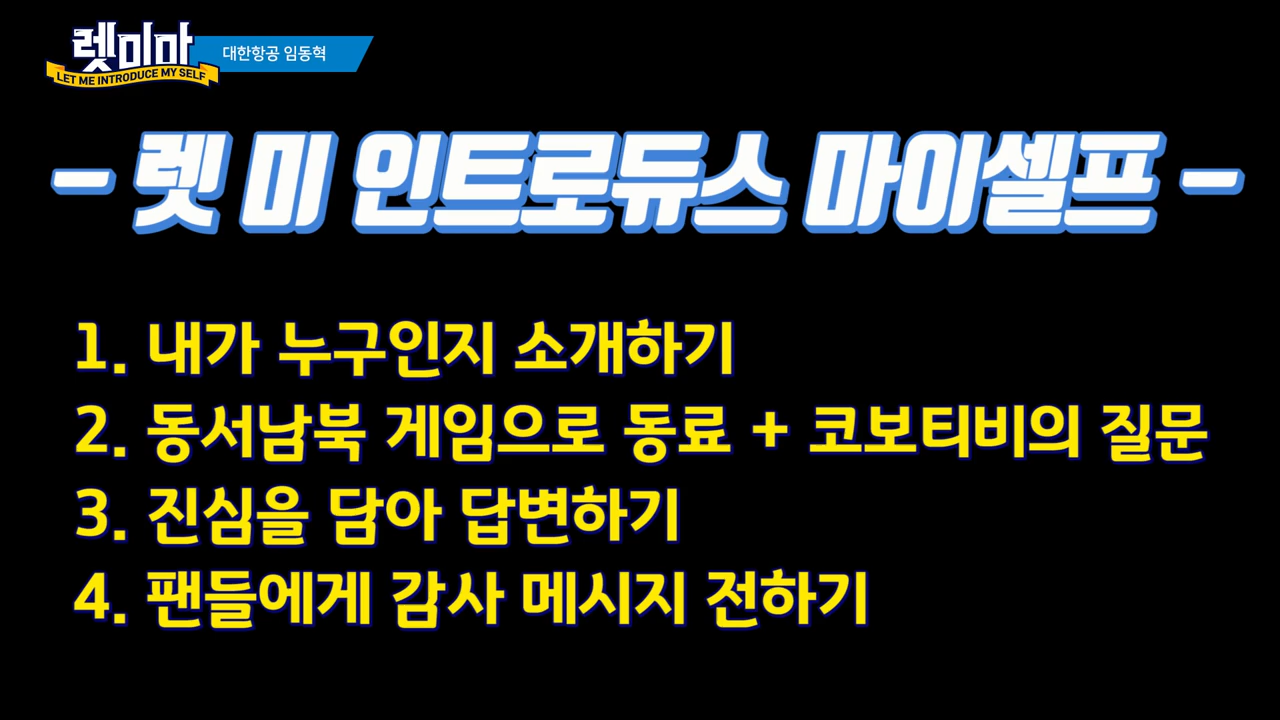 렛미마
LET ME INTRODUCE MY SELF
대한항공 임동혁
- 렛 미 인트로듀스 마이셀프 -
1. 내가 누구인지 소개하기
2. 동서남북 게임으로 동료 + 코보티비의 질문
3. 진심을 담아 답변하기
4. 팬들에게 감사 메시지 전하기